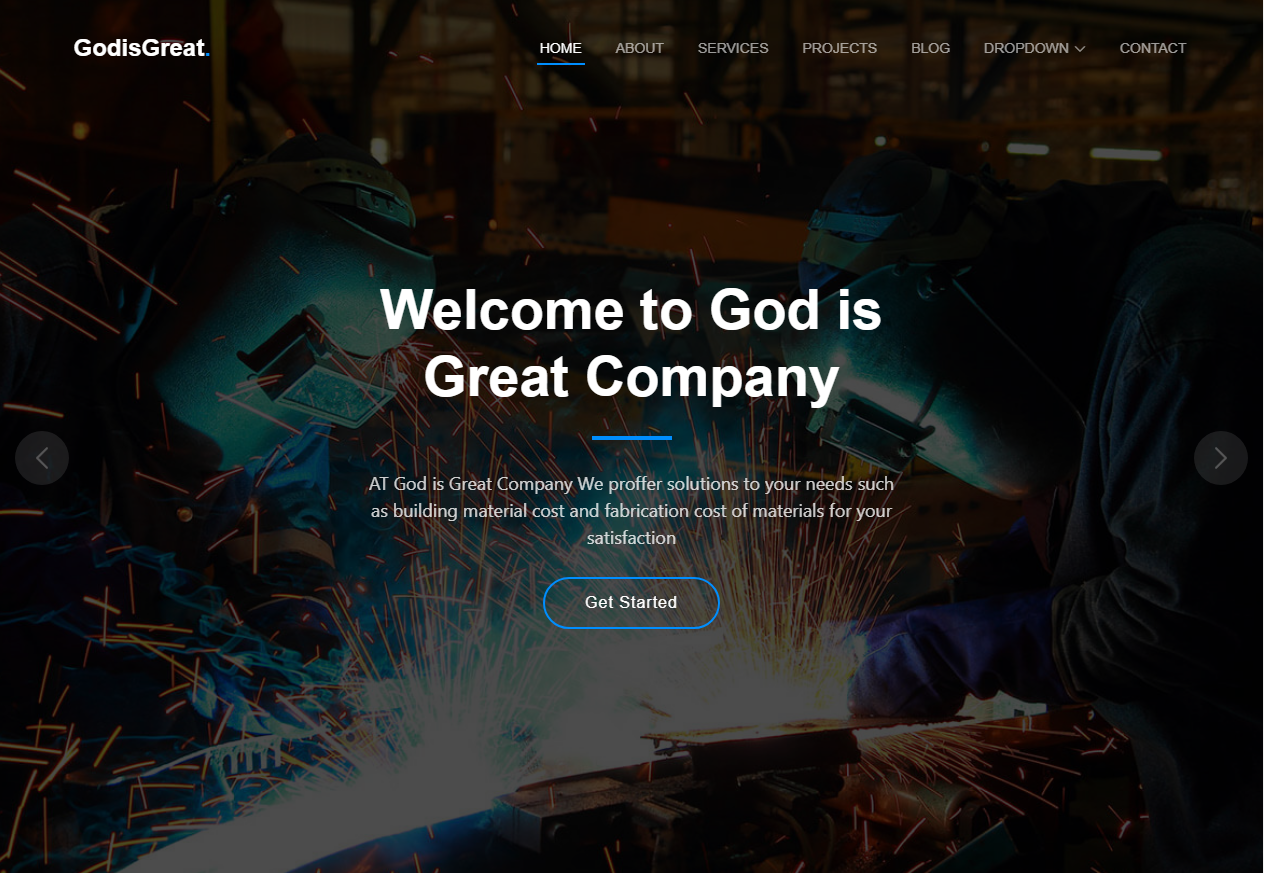 GodisGreat.
HOME ABOUT SERVICES PROJECTS BLOG DROPDOWN CONTACT
Welcome to God is
Great Company
AT God is Great Company We proffer solutions to your needs such
as building material cost and fabrication cost of materials for your
satisfaction
Get Started